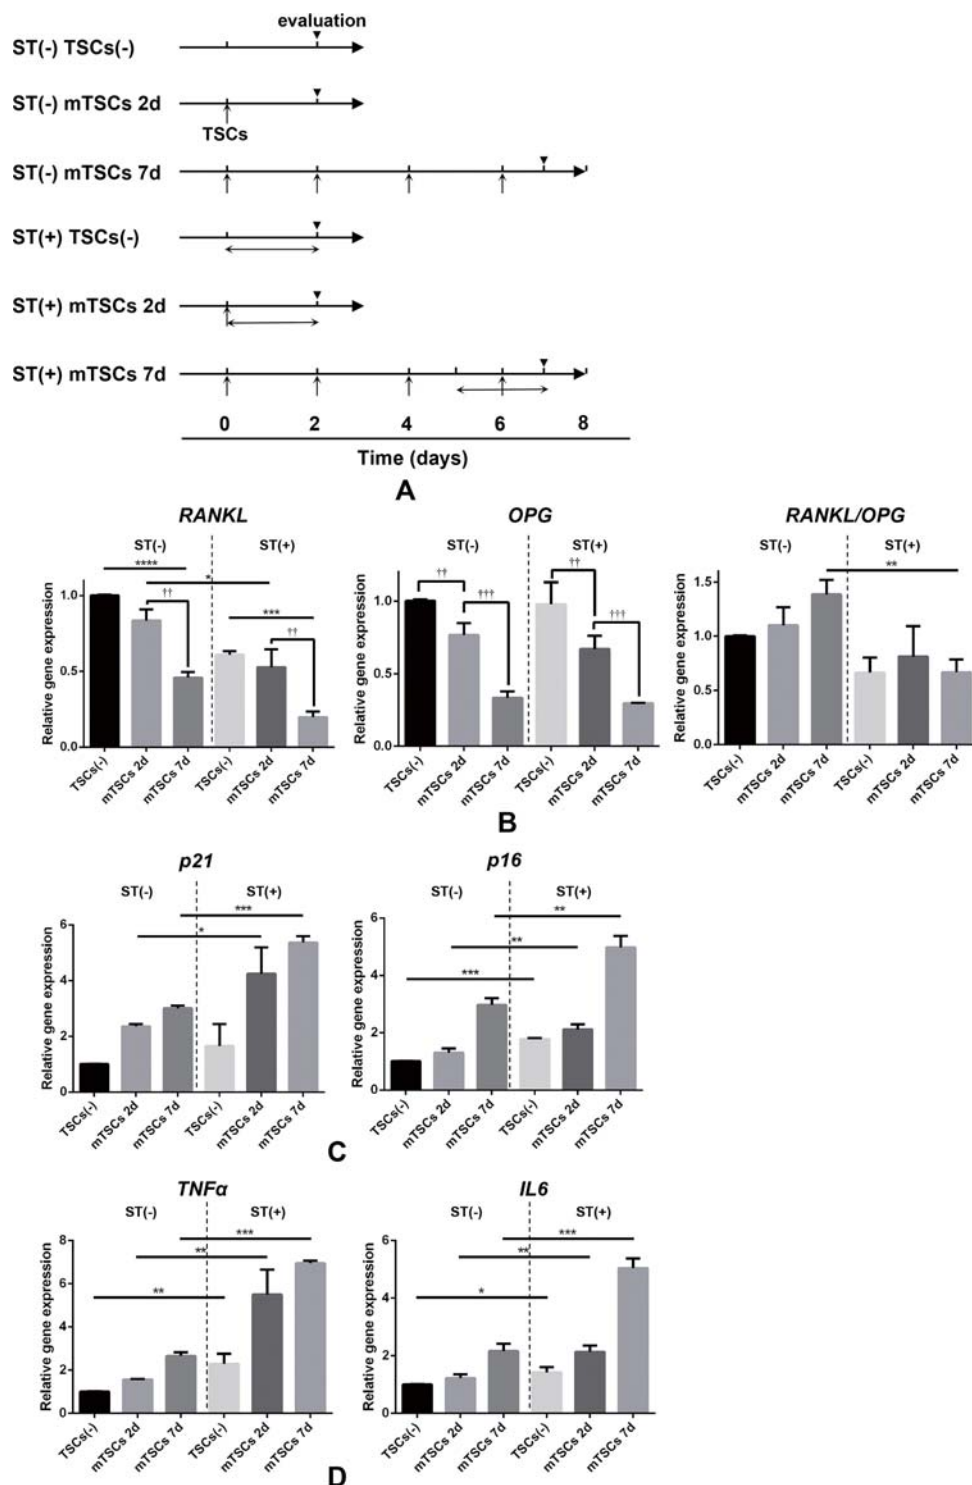 evaluation
ST(-) TSCs(-)
ST(-) mTSCs 2d
TSCs
ST(-) mTSCs 7d
ST(+) TSCs(-)
ST(+) mTSCs 2d
ST(+) mTSCs 7d
0 2 4 6 8
Time (days)
A
RANKL
ST(-) ST(+)
****
*
††
***
††
Relative gene expression
1.0
0.5
0.0
TSCs(-) mTSCs 2d mTSCs 7d TSCs(-) mTSCs 2d mTSCs 7d
OPG
ST(-) ST(+)
††
†††
††
†††
Relative gene expression
1.0
0.5
0.0
TSCs(-) mTSCs 2d mTSCs 7d TSCs(-) mTSCs 2d mTSCs 7d
RANKL/OPG
ST(-) ST(+)
**
Relative gene expression
1.5
1.0
0.5
0.0
TSCs(-) mTSCs 2d mTSCs 7d TSCs(-) mTSCs 2d mTSCs 7d
B
p21
ST(-) ST(+)
***
*
Relative gene expression
6
4
2
0
TSCs(-) mTSCs 2d mTSCs 7d TSCs(-) mTSCs 2d mTSCs 7d
p16
ST(-) ST(+)
**
**
***
Relative gene expression
6
4
2
0
TSCs(-) mTSCs 2d mTSCs 7d TSCs(-) mTSCs 2d mTSCs 7d
C
TNFα
ST(-) ST(+)
***
**
**
Relative gene expression
8
6
4
2
0
TSCs(-) mTSCs 2d mTSCs 7d TSCs(-) mTSCs 2d mTSCs 7d
IL6
ST(-) ST(+)
***
**
*
Relative gene expression
6
4
2
0
TSCs(-) mTSCs 2d mTSCs 7d TSCs(-) mTSCs 2d mTSCs 7d
D